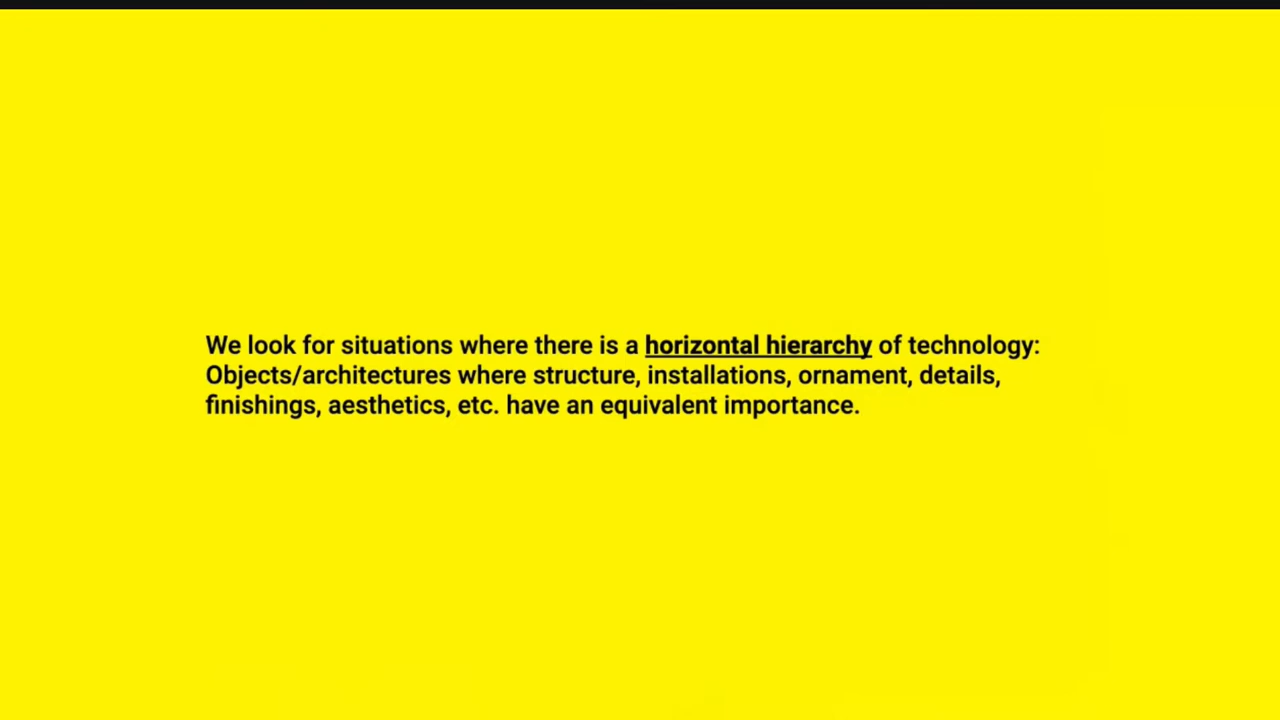 We look for situations where there is a horizontal hierarchy of technology:
Objects/architectures where structure, installations, ornament, details,
finishings, aesthetics, etc. have an equivalent importance.